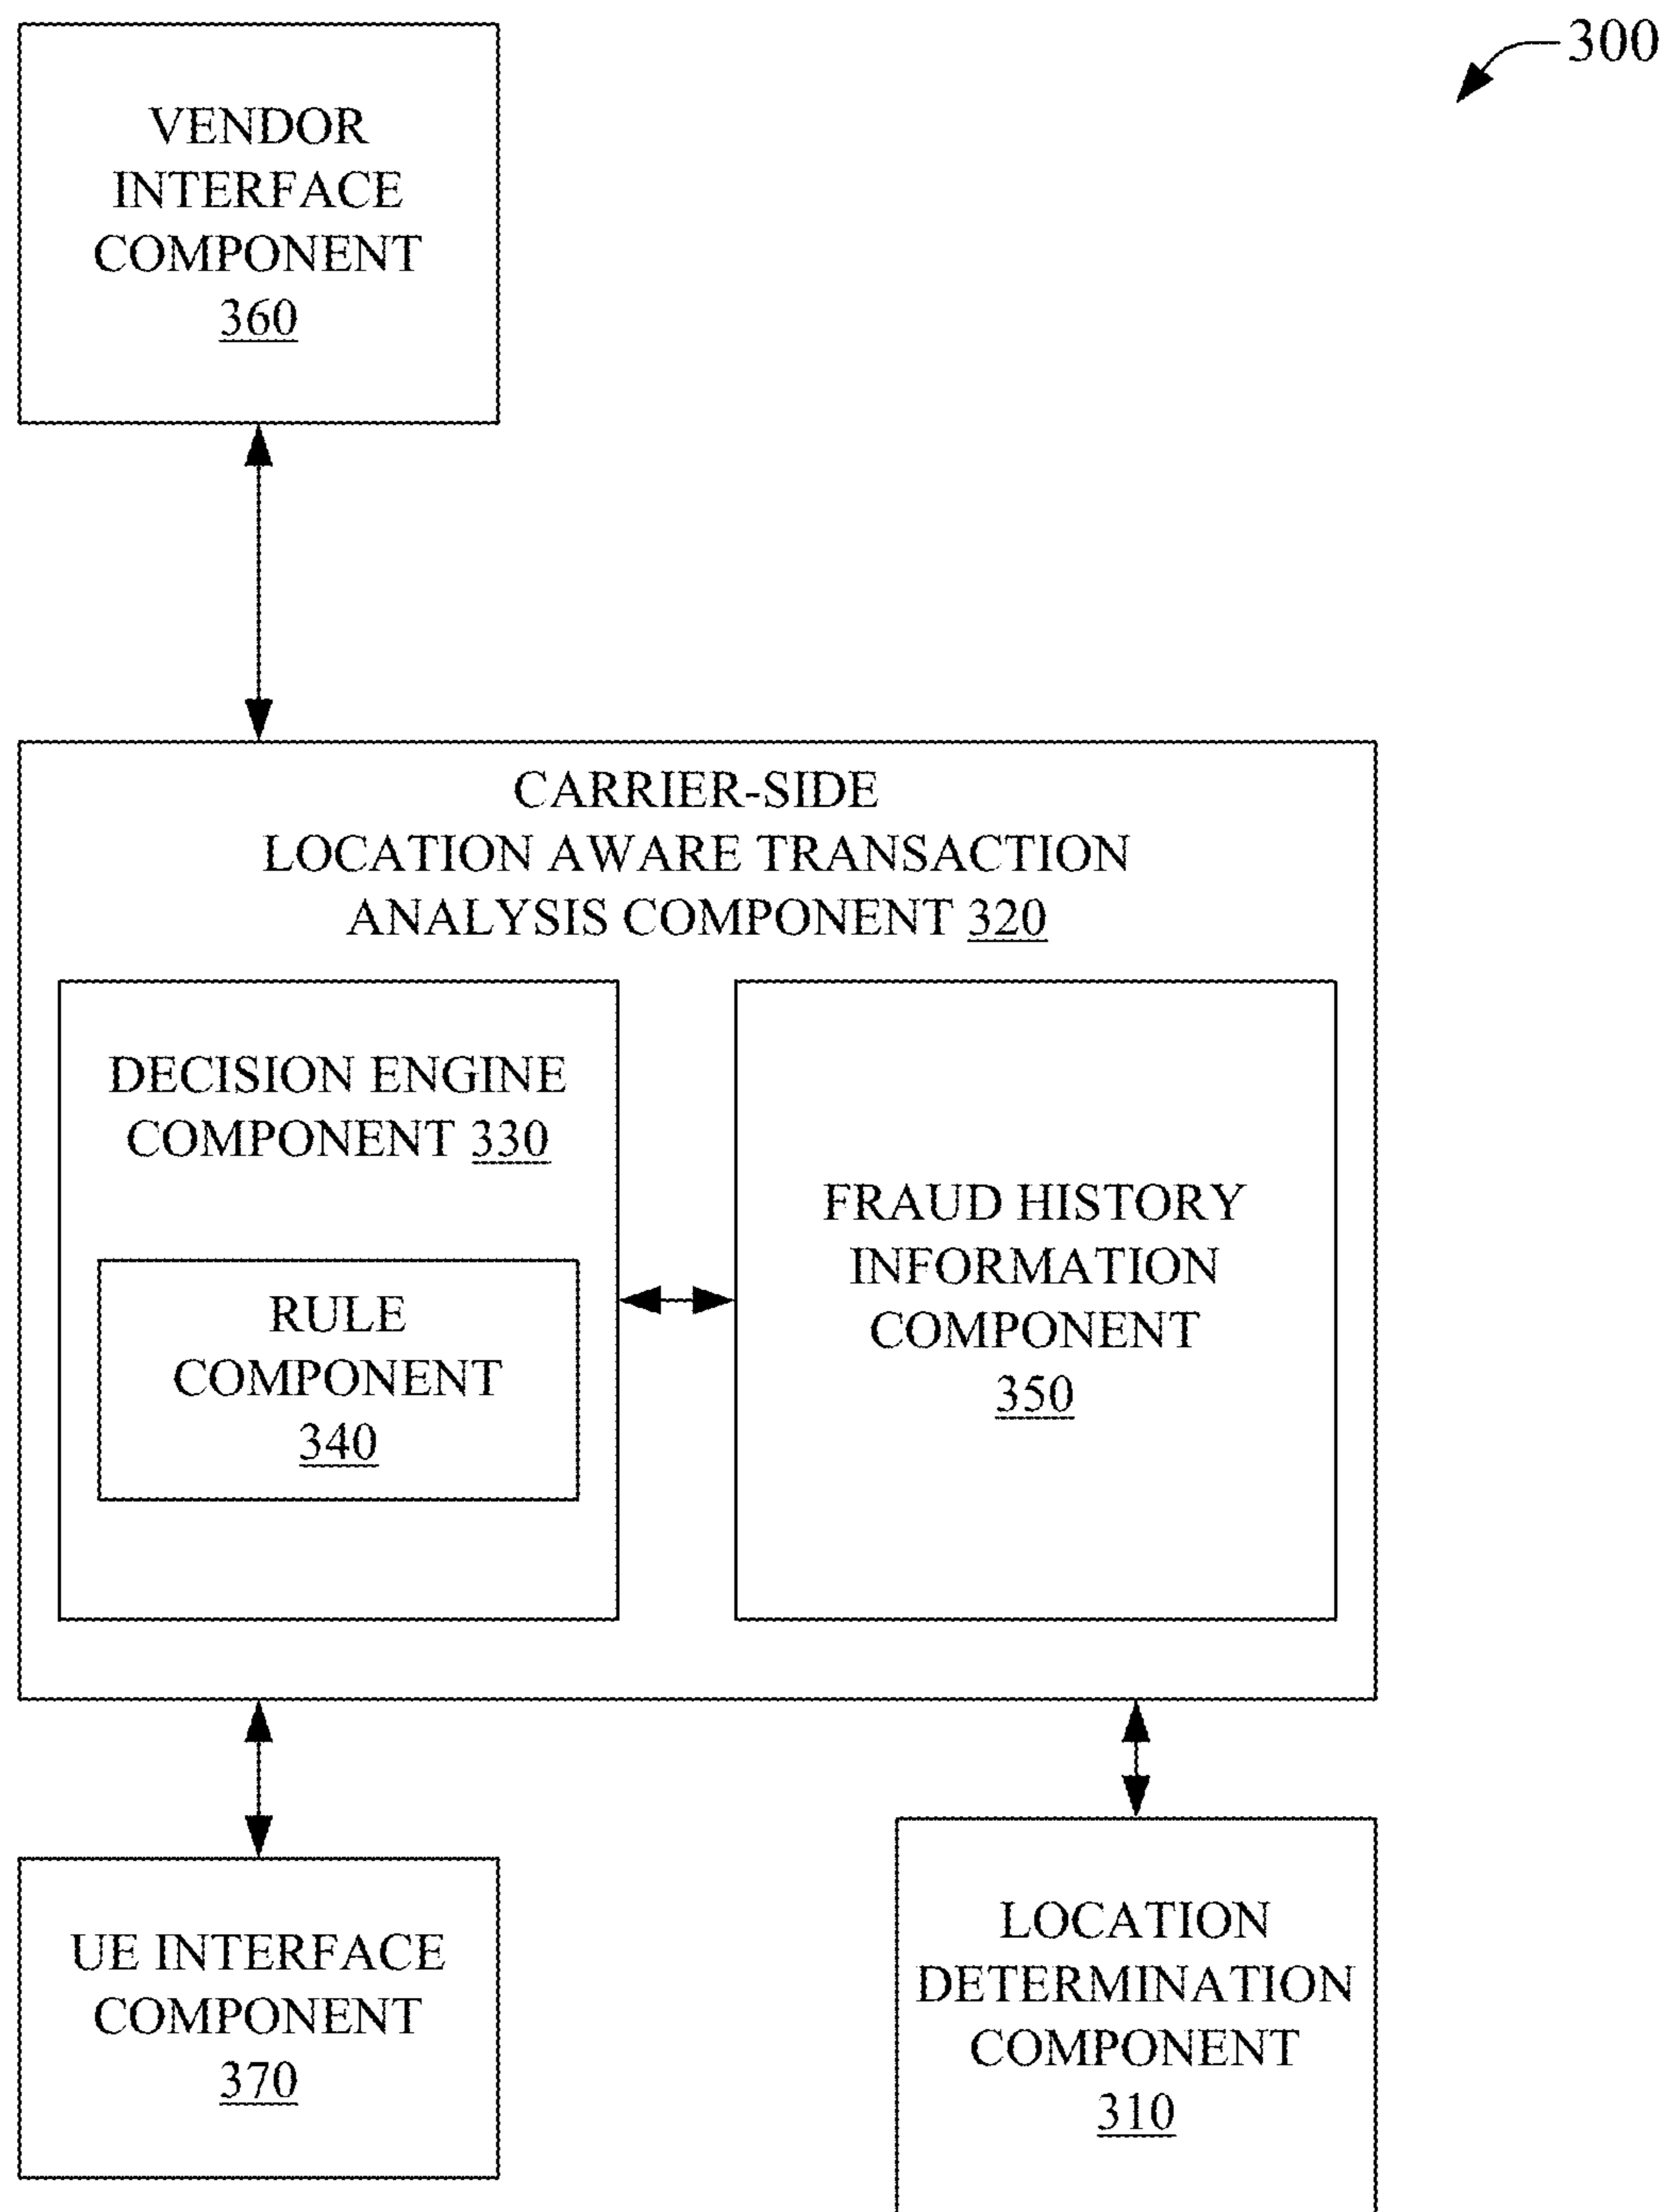 300
VENDOR
INTERFACE
COMPONENT
360
CARRIER-SIDE
LOCATION AWARE TRANSACTION
ANALYSIS COMPONENT 320
DECISION ENGINE
COMPONENT 330
RULE
COMPONENT
340
FRAUD HISTORY
INFORMATION
COMPONENT
350
UE INTERFACE
COMPONENT
370
LOCATION
DETERMINATION
COMPONENT
310